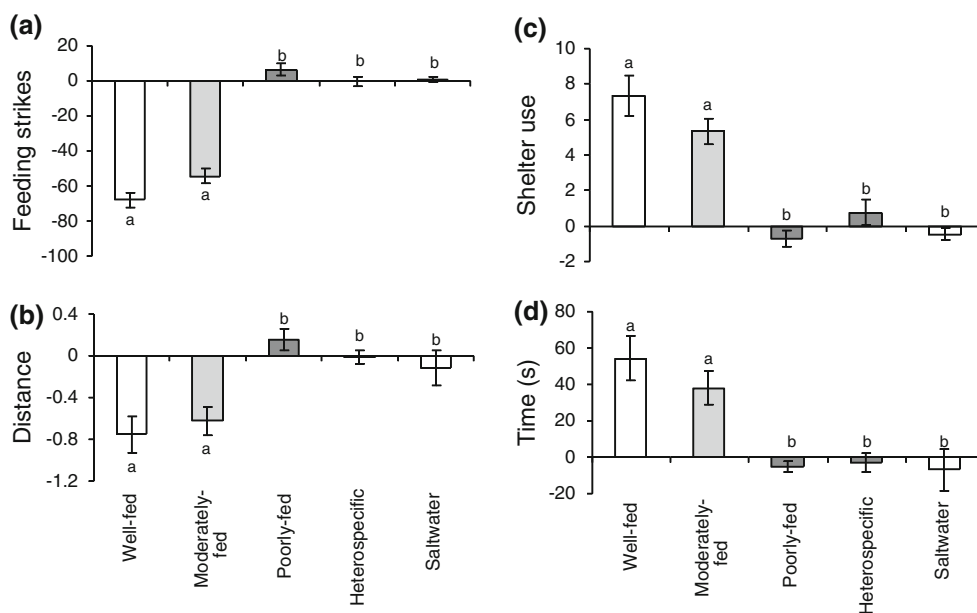 (a)
20
0
-20
-40
-60
-80
-100
Feeding strikes
a
a
b
b
b
(b)
0.4
0
-0.4
-0.8
-1.2
Distance
a
a
b
b
b
Well-fed
Moderately-
fed
Poorly-fed
Heterospecific
Saltwater
(c)
10
8
6
4
2
0
-2
Shelter use
a
a
b
b
b
(d)
80
60
40
20
0
-20
Time (s)
a
a
b
b
b
Well-fed
Moderately-
fed
Poorly-fed
Heterospecific
Saltwater